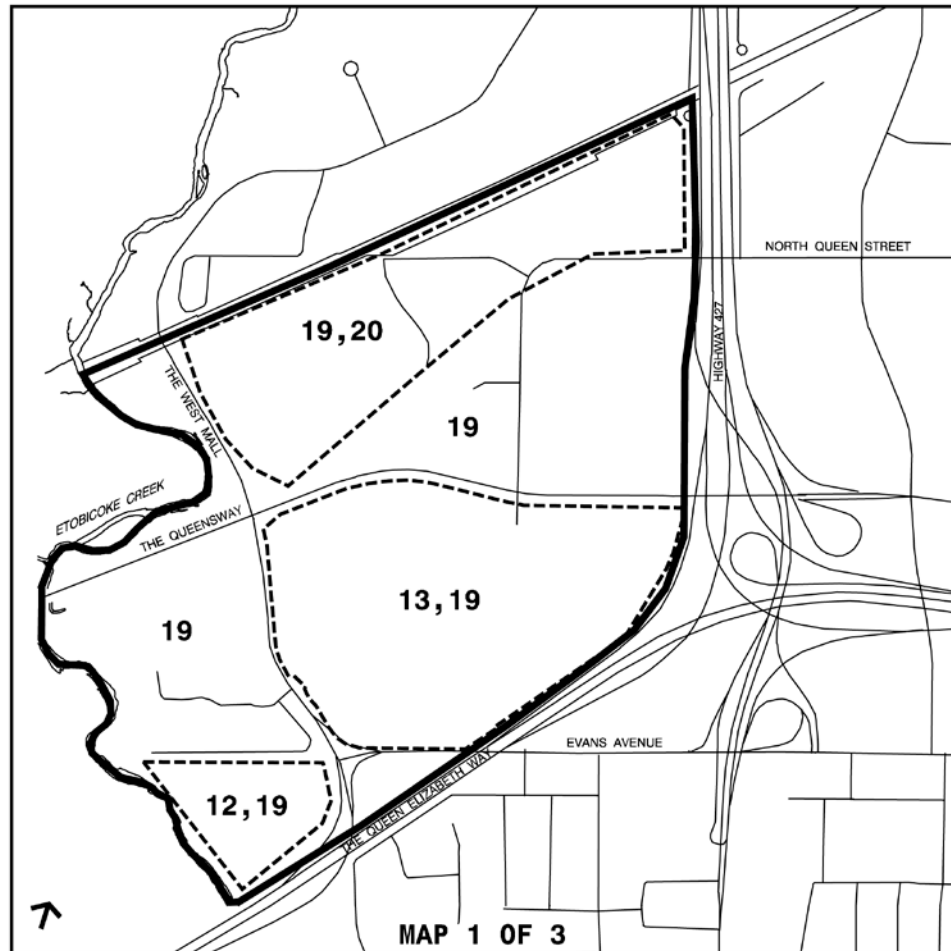 NORTH QUEEN STREET
HIGHWAY 427
19,20
THE WEST MALL
19
ETOBICOKE CREEK
THE QUEENSWAY
13,19
19
EVANS AVENUE
12,19
THE QUEEN ELIZABETH WAY
MAP 1 OF 3